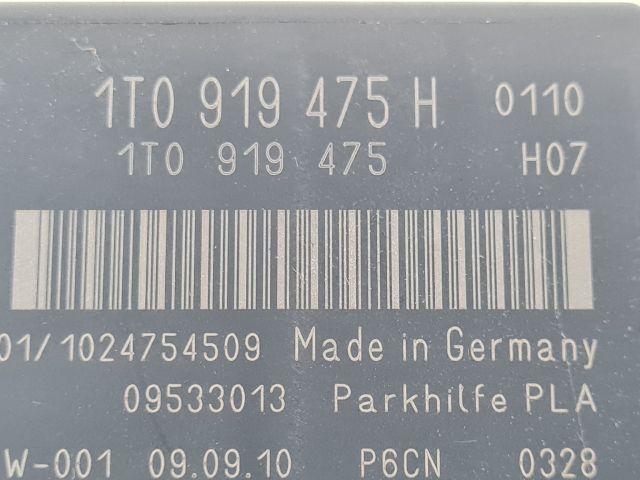 1T0 919 475 H 0110
1T0 919 475 H07
01/1024754509 Made in Germany
09533013 Parkhilfe PLA
W-001 09.09.10 P6CN 0328